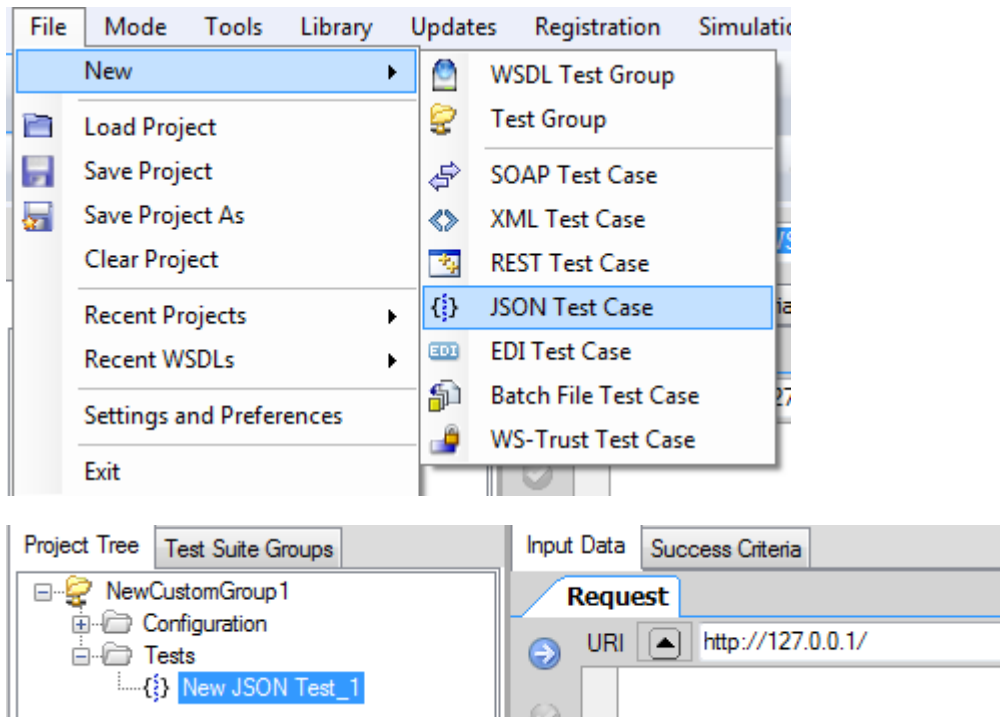 File Mode Tools Library Updates Registration
New
WSDL Test Group
Load Project
Test Group
Save Project
SOAP Test Case
Save Project As
XML Test Case
Clear Project
REST Test Case
Recent Projects
JSON Test Case
Recent WSDLs
EDI
EDI Test Case
Settings and Preferences
Batch File Test Case
Exit
WS-Trust Test Case
Project Tree Test Suite Groups
NewCustomGroup1
Configuration
Tests
{ } New JSON Test_1
Input Data Success Criteria
Request
URI http://127.0.0.1/